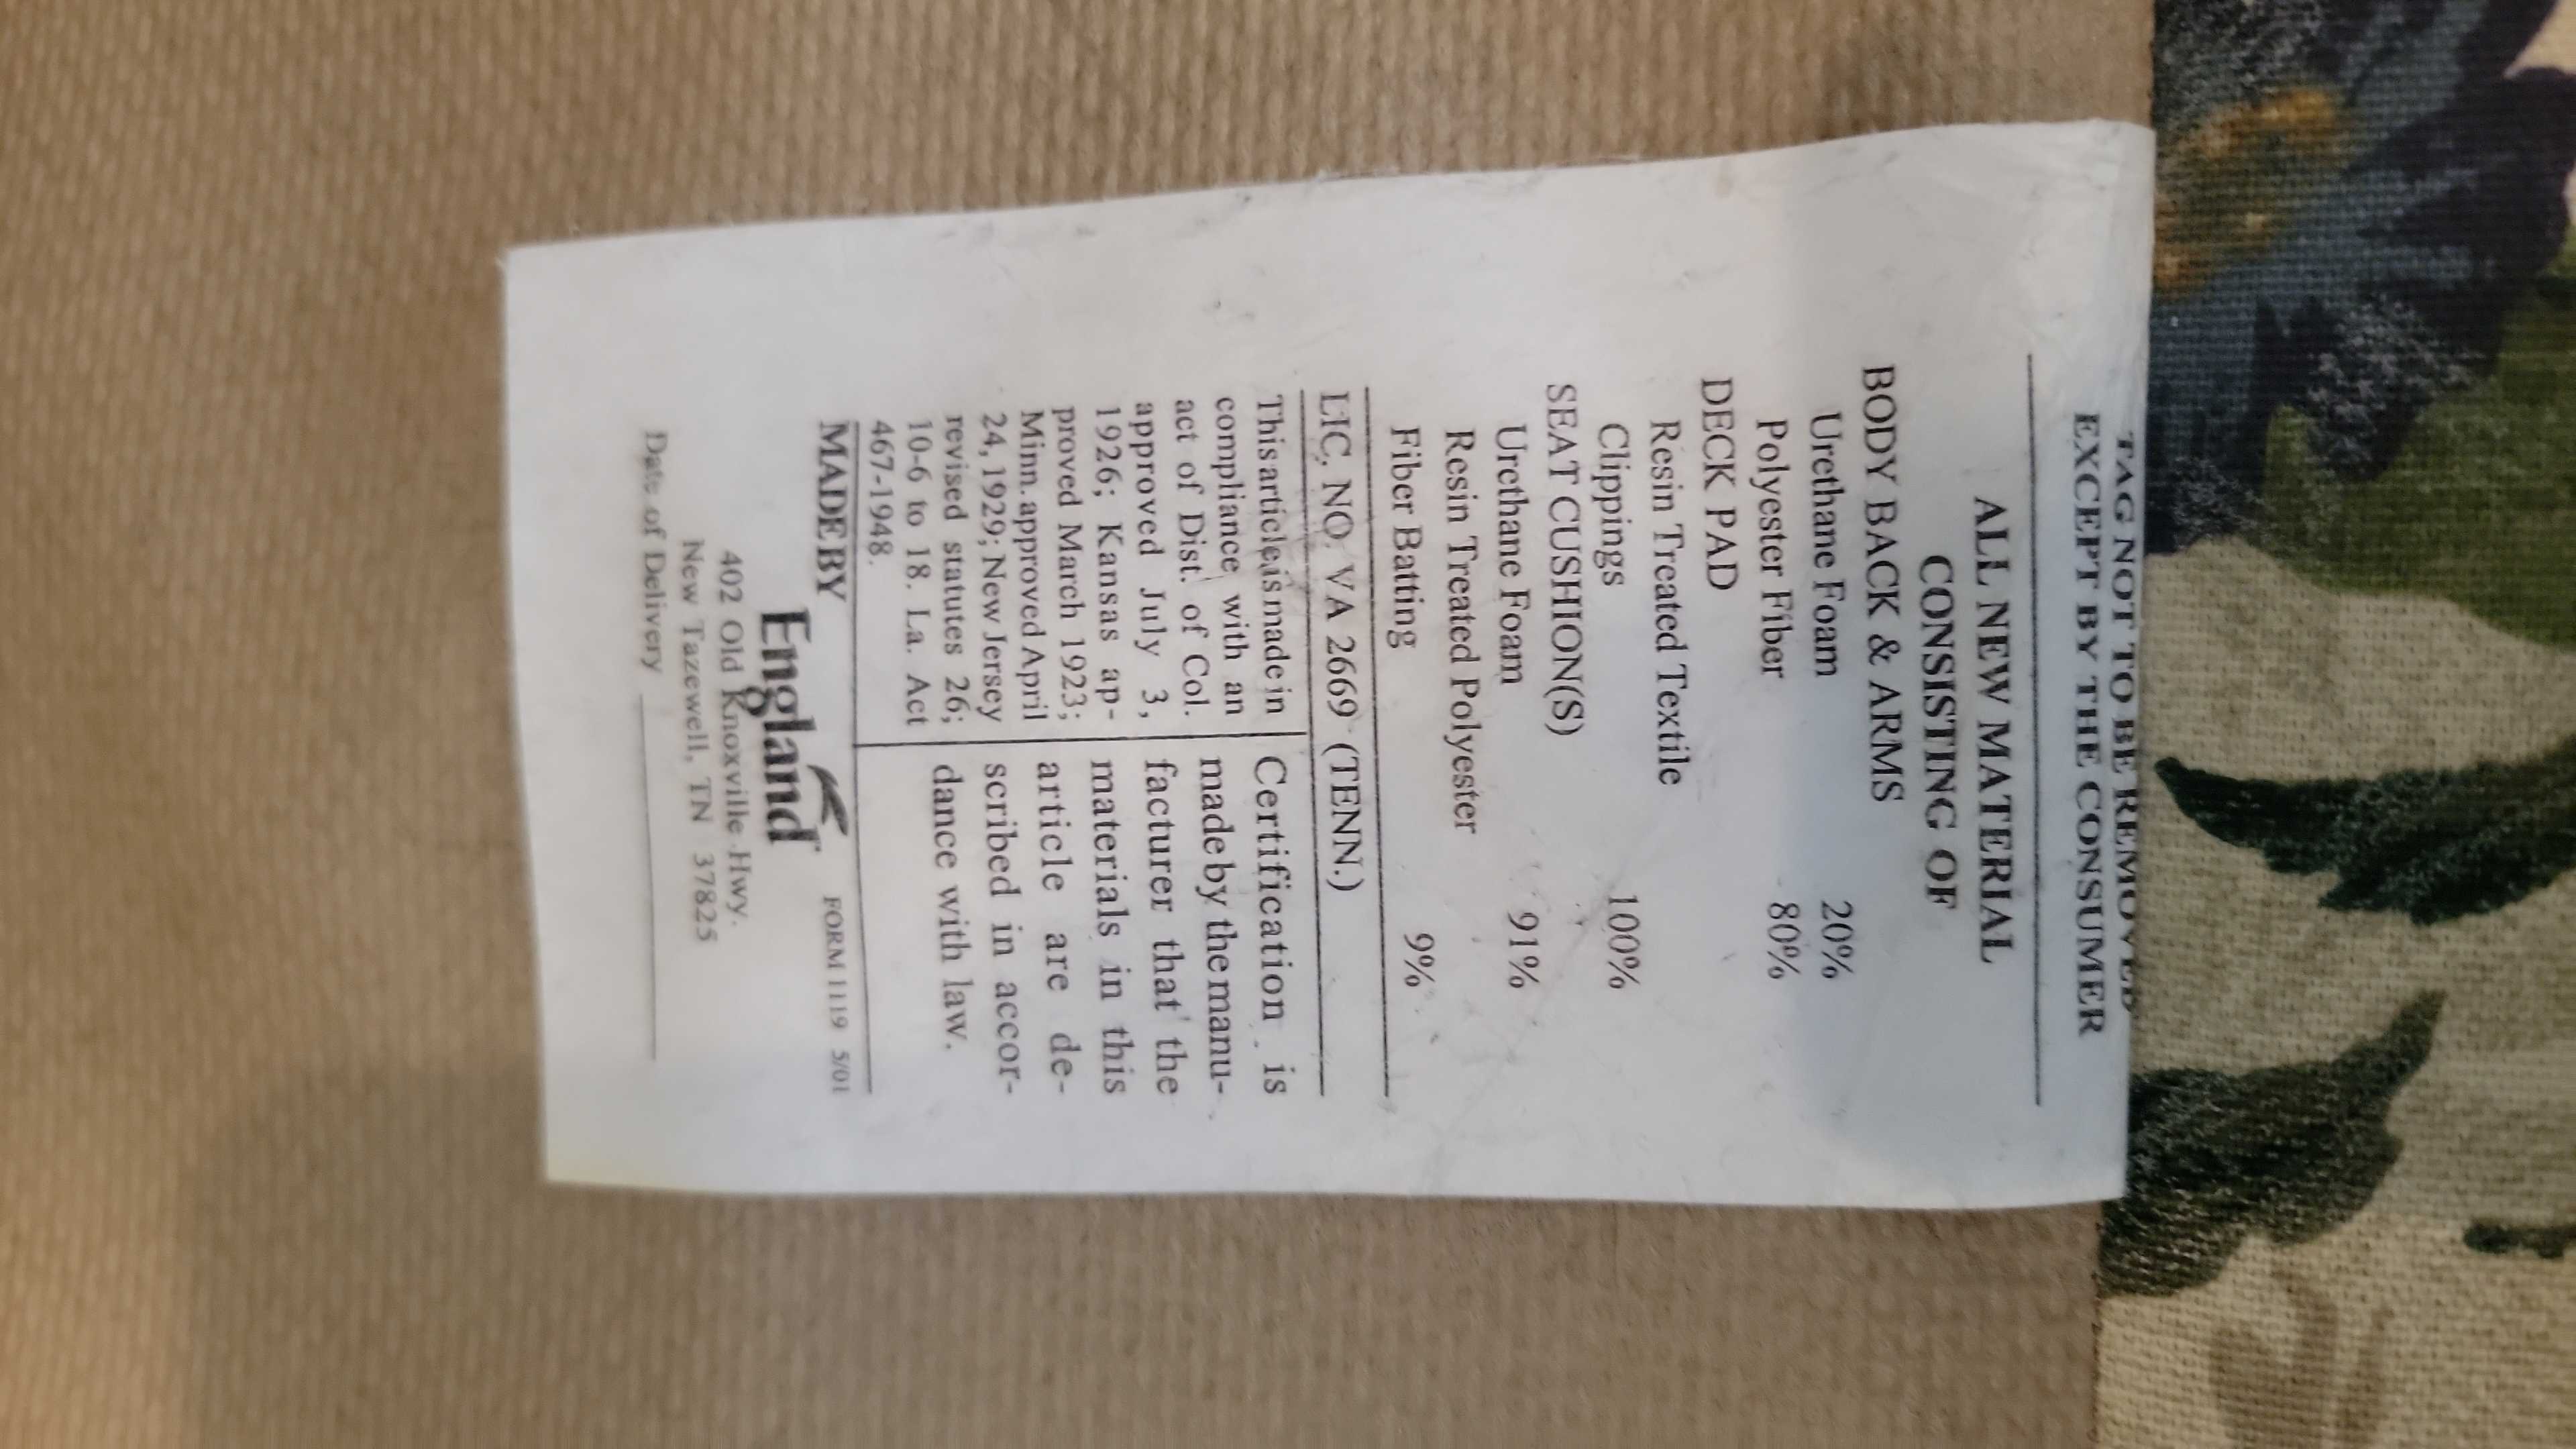 TAG NOT TO BE REMOVED
EXCEPT BY THE CONSUMER
ALL NEW MATERIAL
CONSISTING OF
BODY BACK & ARMS
Urethane Foam 20%
Polyester Fiber 80%
DECK PAD
Resin Treated Textile
Clippings 100%
SEAT CUSHION(S)
Urethane Foam 91%
Resin Treated Polyester
Fiber Batting 9%
LIC. NO. VA 2669 (TENN.)
This article is made in
compliance with an
act of Dist. of Col.
approved July 3,
1926; Kansas ap-
proved March 1923;
Minn. approved April
24, 1929; New Jersey
revised statutes 26;
10-6 to 18. La. Act
467-1948.
Certification is
made by the manu-
facturer that the
materials in this
article are de-
scribed in accor-
dance with law.
MADE BY
FORM 1119 5/01
England
402 Old Knoxville Hwy.
New Tazewell, TN 37825
Date of Delivery